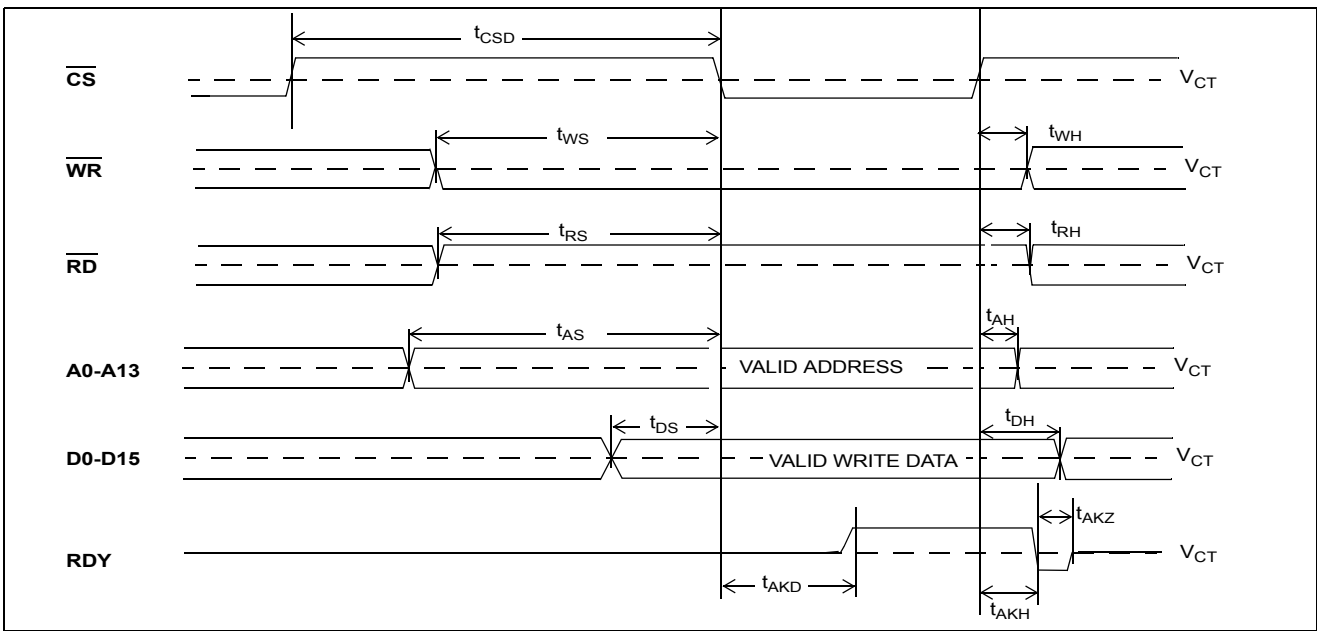 tCSD
CS VCT
tWS tWH
WR VCT
tRS tRH
RD VCT
tAS tAH
A0-A13 VALID ADDRESS VCT
tDS tDH
D0-D15 VALID WRITE DATA VCT
tAKZ
RDY VCT
tAKD
tAKH